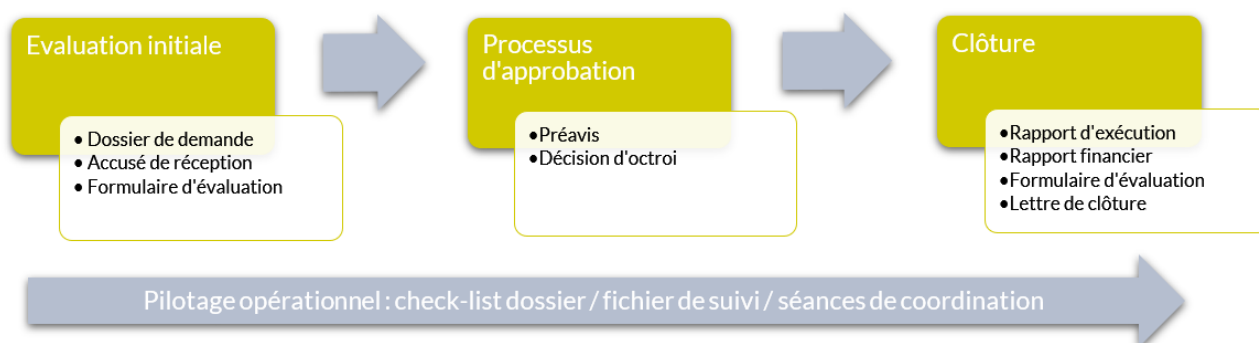 Evaluation initiale
• Dossier de demande
• Accusé de réception
• Formulaire d'évaluation
Processus
d'approbation
•Préavis
•Décision d'octroi
Clôture
•Rapport d'exécution
•Rapport financier
•Formulaire d'évaluation
•Lettre de clôture
Pilotage opérationnel : check-list dossier / fichier de suivi / séances de coordination